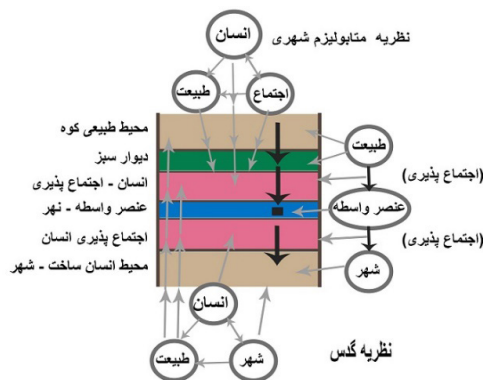 نظریه متابولیزم شهری
انسان
طبیعت
اجتماع
محیط طبیعی کوه
دیوار سبز
انسان - اجتماع پذیری
عنصر واسطه - نهر
اجتماع پذیری انسان
محیط انسان ساخت - شهر
طبیعت
(اجتماع پذیری)
عنصر واسطه
(اجتماع پذیری)
شهر
انسان
طبیعت
شهر
نظریه گدس